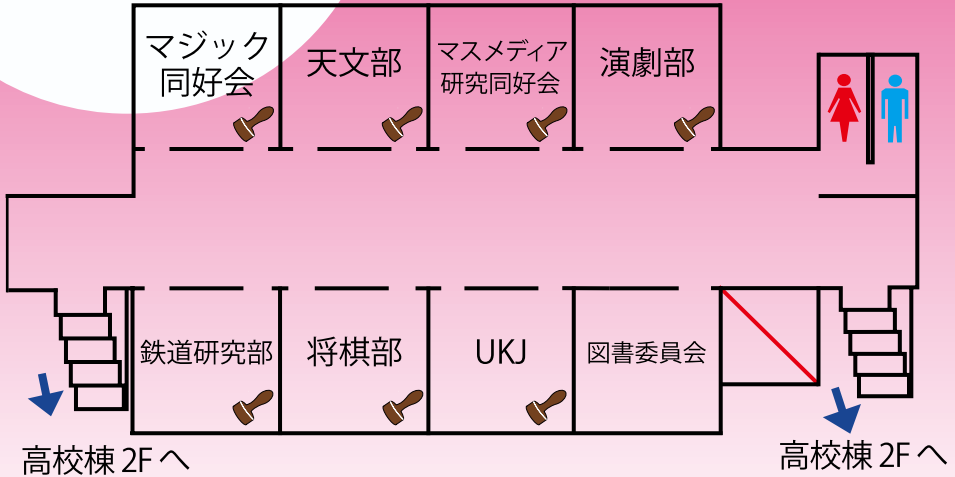 マジック
同好会
天文部
マスメディア
研究同好会
演劇部
鉄道研究部
将棋部
UKJ
図書委員会
高校棟 2F へ
高校棟 2F へ